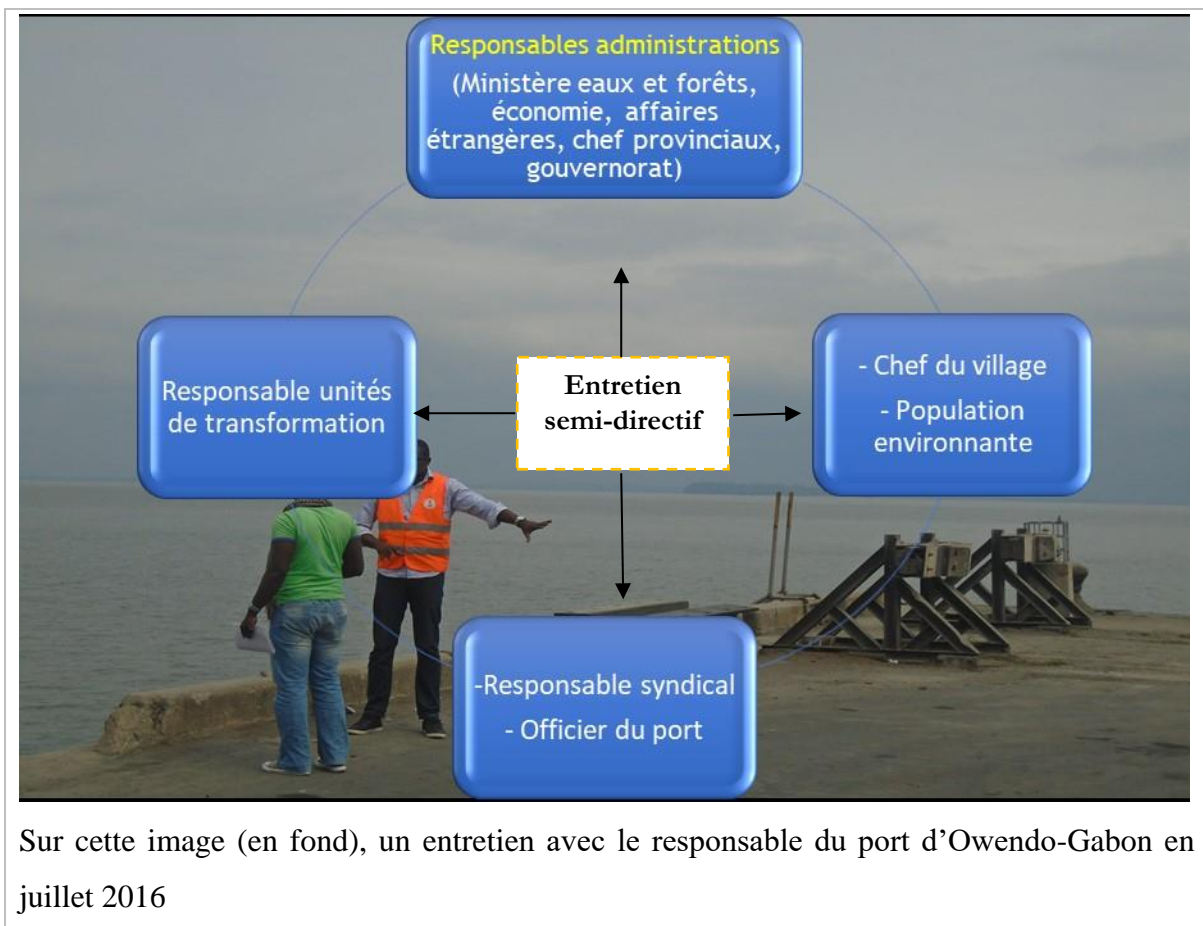 Responsables administrations
(Ministère eaux et forêts,
économie, affaires
étrangères, chef provinciaux,
gouvernorat)
Responsable unités
de transformation
Entretien
semi-directif
- Chef du village
- Population
environnante
-Responsable syndical
- Officier du port
Sur cette image (en fond), un entretien avec le responsable du port d’Owendo-Gabon en
juillet 2016